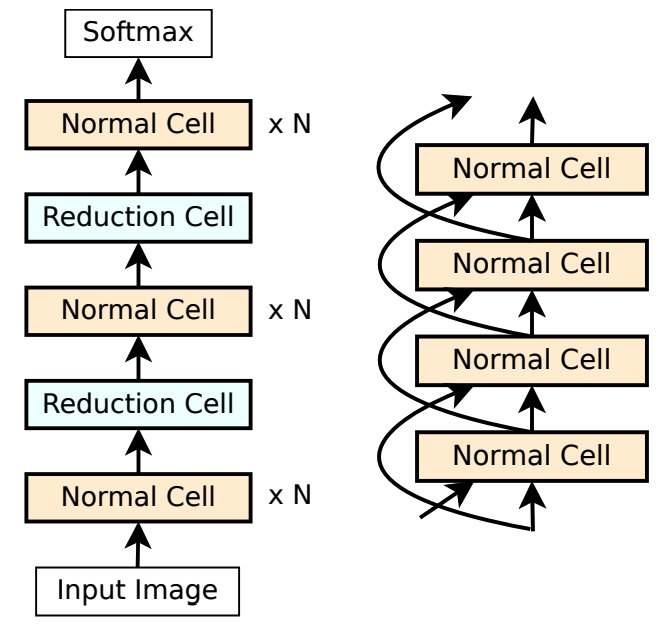 Softmax
Normal Cell x N
Reduction Cell
Normal Cell x N
Reduction Cell
Normal Cell x N
Input Image
Normal Cell
Normal Cell
Normal Cell
Normal Cell